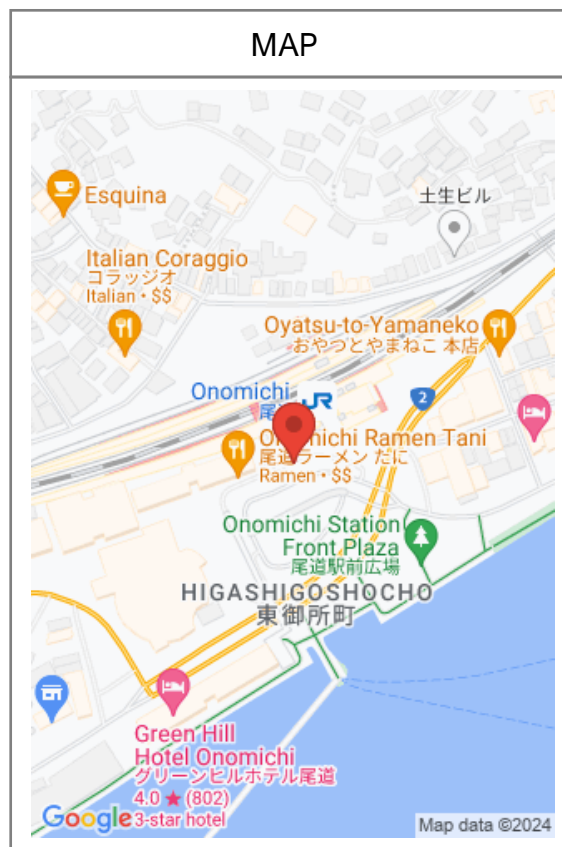 MAP
Esquina
土生ビル
Italian Coraggio
コラッジオ
Italian • $$
Oyatsu-to-Yamaneko
おやつとやまねこ 本店
Onomichi
JR
2
Ramen Tani
尾道ラーメン だに
Ramen • $$
Onomichi Station
Front Plaza
尾道駅前広場
HIGASHIGOSHOCHO
東御所町
Green Hill
Hotel Onomichi
グリーンヒルホテル尾道
4.0 ★ (802)
3-star hotel
Google
Map data ©2024